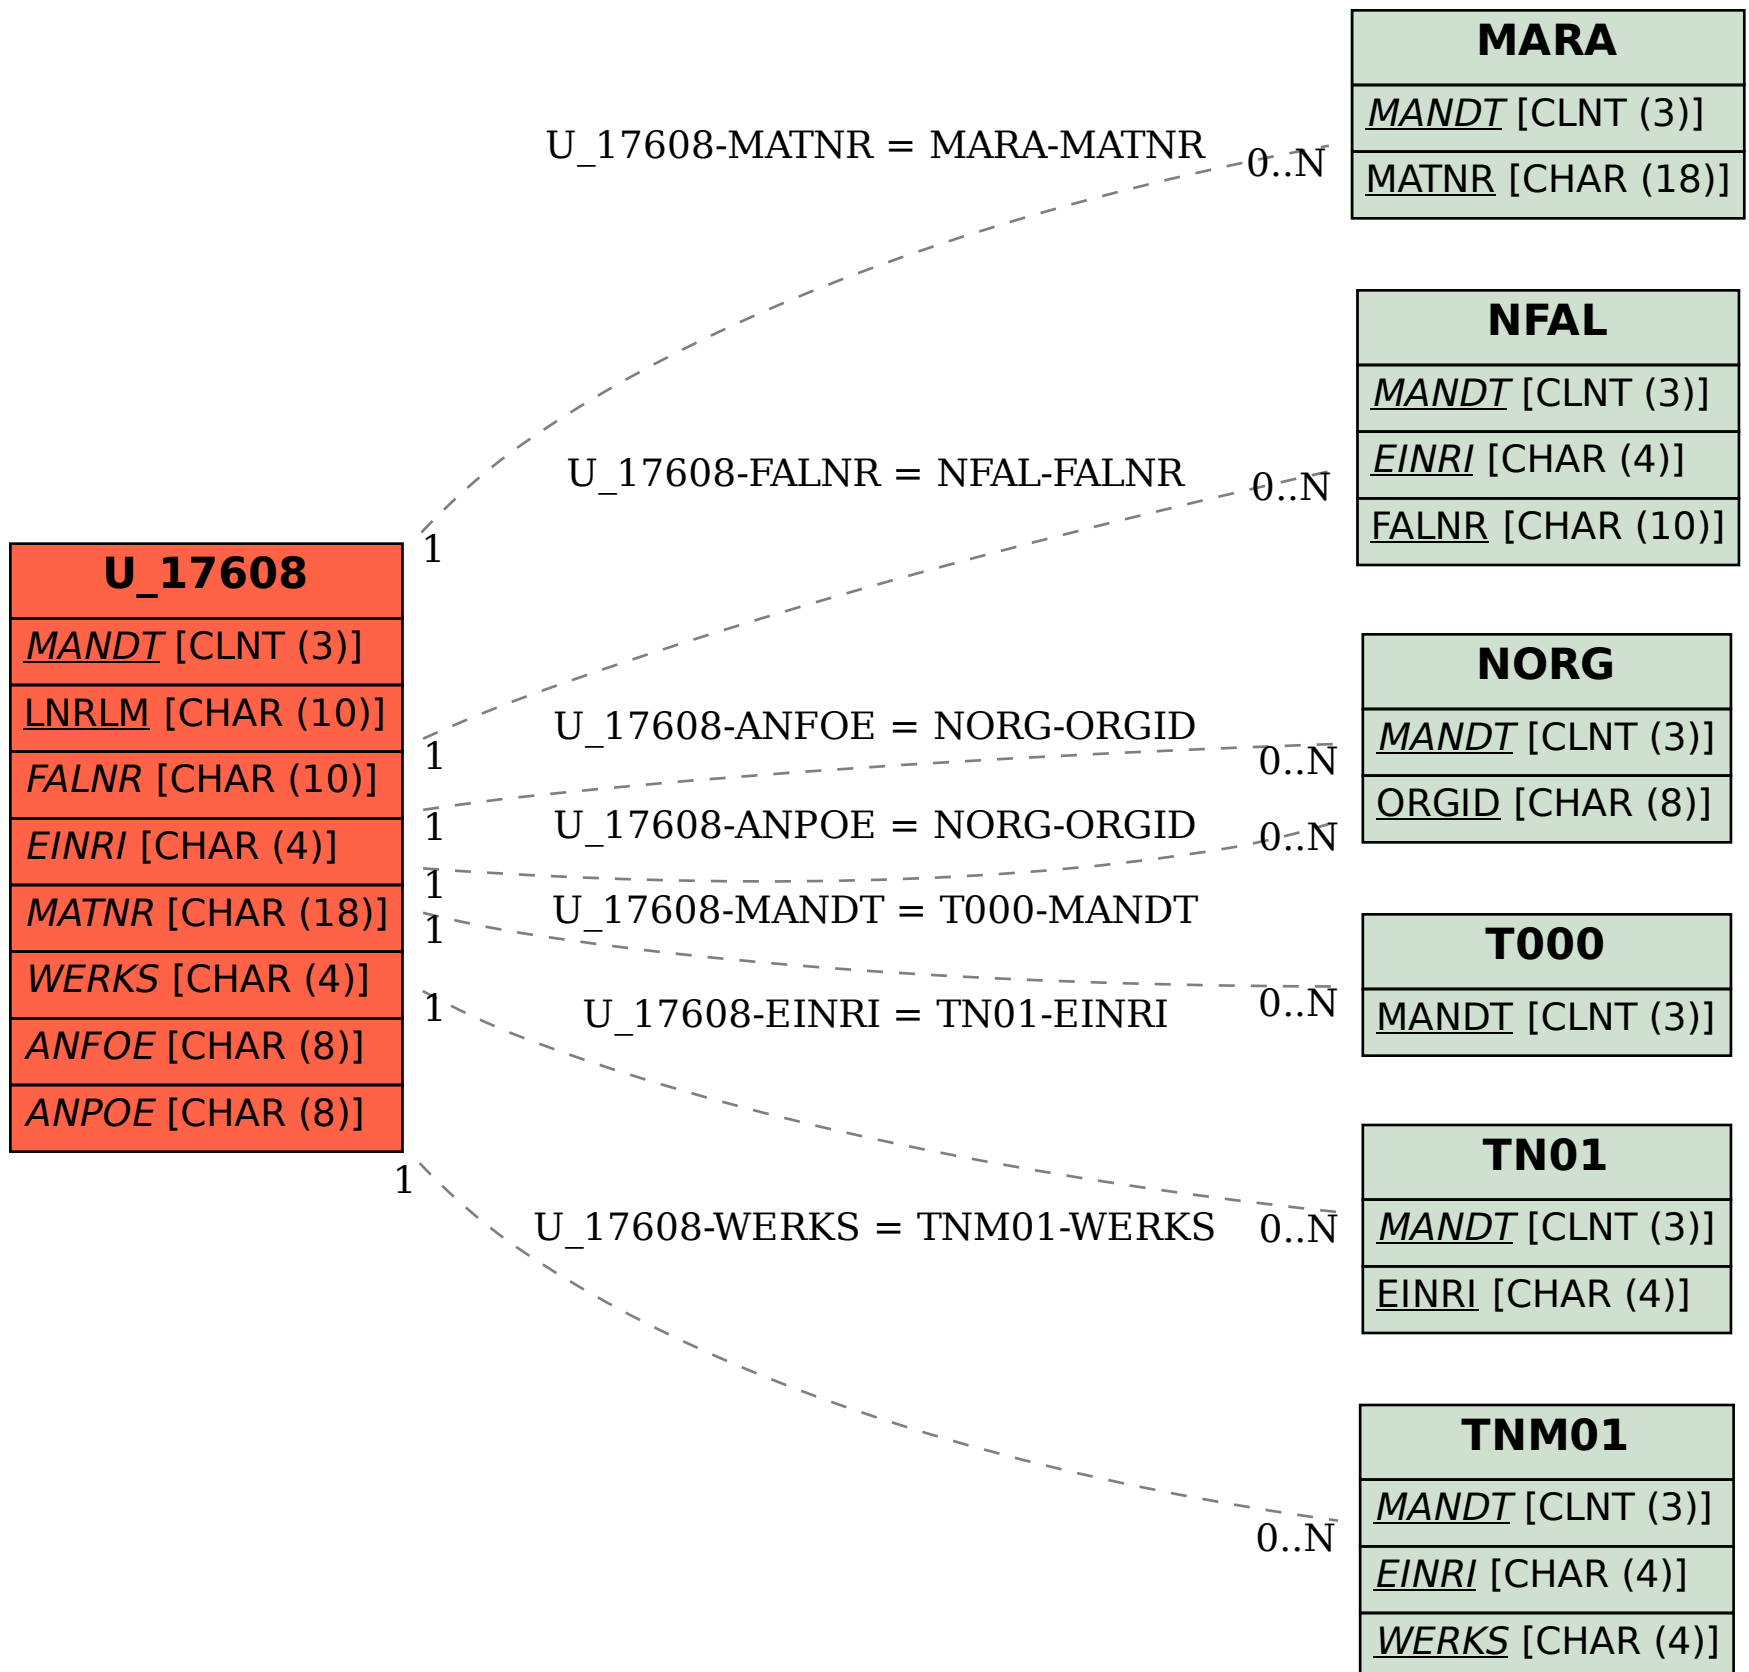 MARA
MANDT [CLNT (3)]
MATNR [CHAR (18)]
U_17608-MATNR = MARA-MATNR
0..N
1
NFAL
MANDT [CLNT (3)]
EINRI [CHAR (4)]
FALNR [CHAR (10)]
U_17608-FALNR = NFAL-FALNR
0..N
1
U_17608
MANDT [CLNT (3)]
LNRLM [CHAR (10)]
FALNR [CHAR (10)]
EINRI [CHAR (4)]
MATNR [CHAR (18)]
WERKS [CHAR (4)]
ANFOE [CHAR (8)]
ANPOE [CHAR (8)]
NORG
MANDT [CLNT (3)]
ORGID [CHAR (8)]
U_17608-ANFOE = NORG-ORGID
0..N
1
U_17608-ANPOE = NORG-ORGID
0..N
1
U_17608-MANDT = T000-MANDT
0..N
1
T000
MANDT [CLNT (3)]
U_17608-EINRI = TN01-EINRI
0..N
1
TN01
MANDT [CLNT (3)]
EINRI [CHAR (4)]
U_17608-WERKS = TNM01-WERKS
0..N
1
TNM01
MANDT [CLNT (3)]
EINRI [CHAR (4)]
WERKS [CHAR (4)]